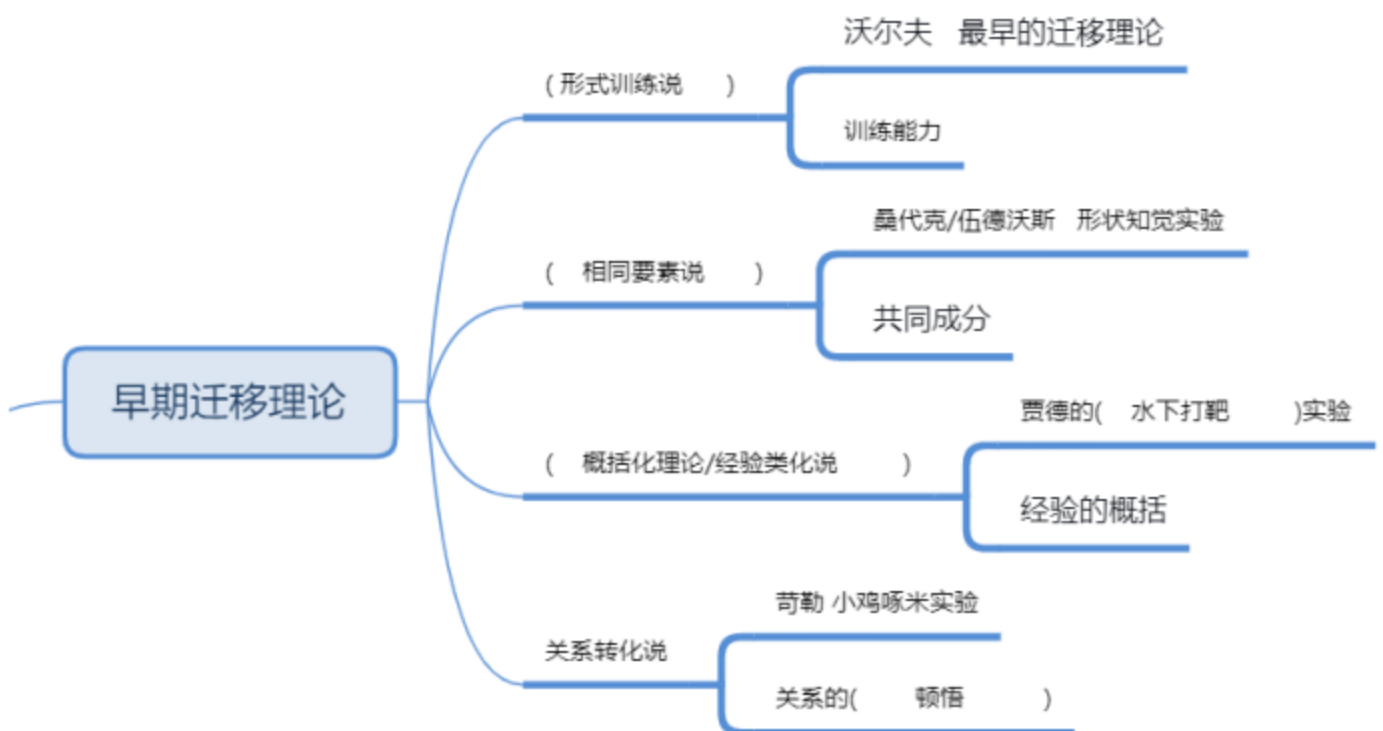 沃尔夫 最早的迁移理论
( 形式训练说 )
训练能力
桑代克/伍德沃斯 形状知觉实验
( 相同要素说 )
共同成分
早期迁移理论
贾德的( 水下打靶 )实验
( 概括化理论/经验类化说 )
经验的概括
苛勒 小鸡啄米实验
关系转化说
关系的( 顿悟 )